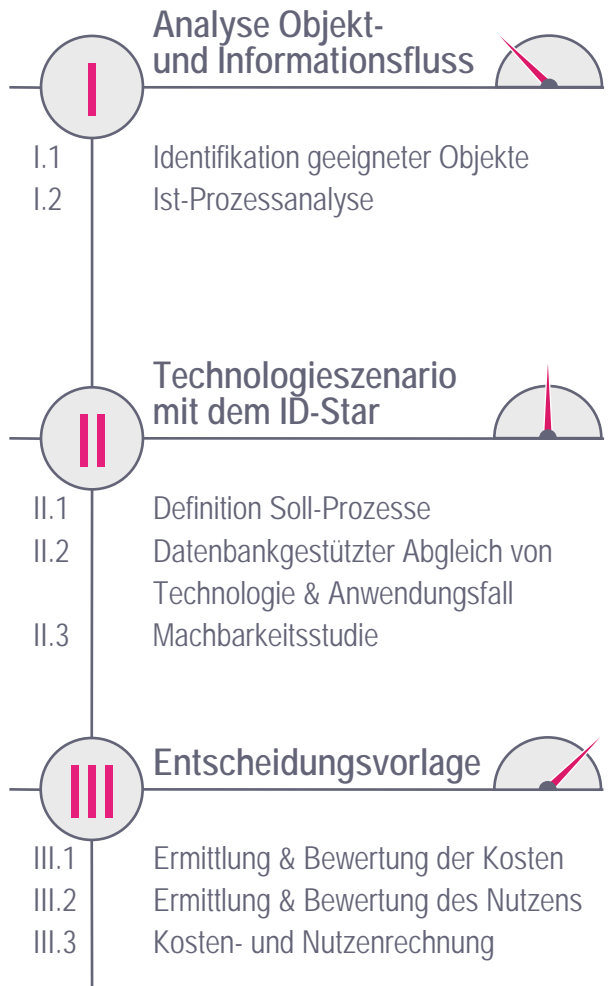 Analyse Objekt-
und Informationsfluss
I
I.1 Identifikation geeigneter Objekte
I.2 Ist-Prozessanalyse
Technologieszenario
mit dem ID-Star
II
II.1 Definition Soll-Prozesse
II.2 Datenbankgestützter Abgleich von
Technologie & Anwendungsfall
II.3 Machbarkeitsstudie
Entscheidungsvorlage
III
III.1 Ermittlung & Bewertung der Kosten
III.2 Ermittlung & Bewertung des Nutzens
III.3 Kosten- und Nutzenrechnung